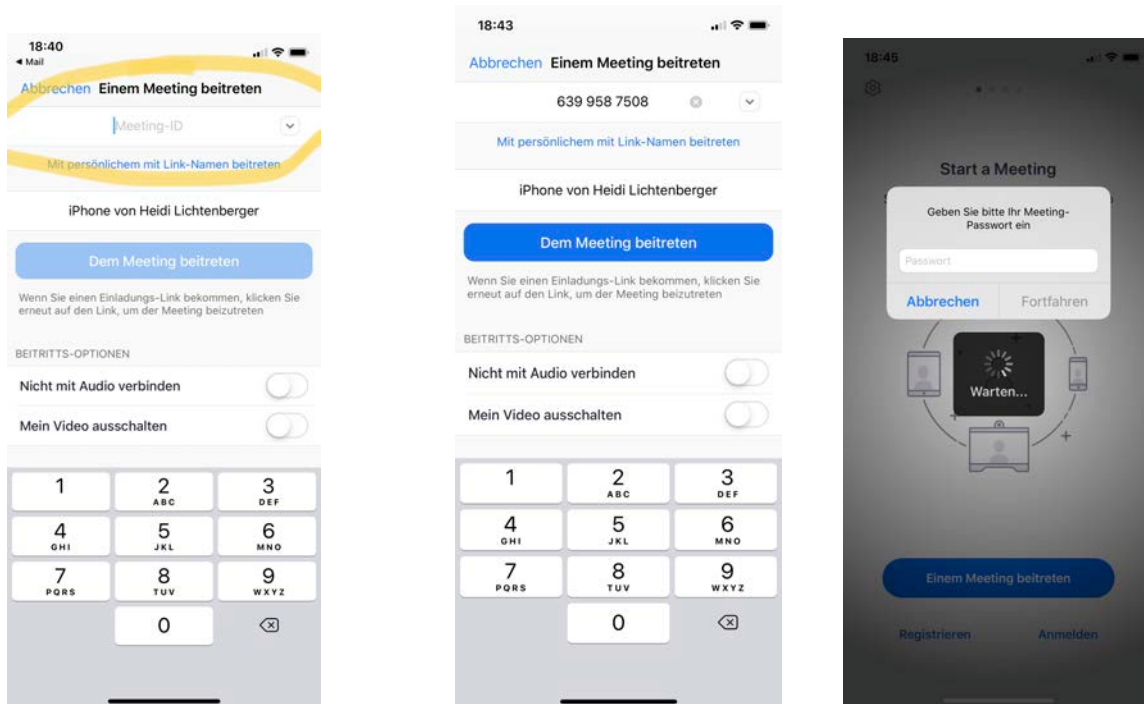 18:40
◀ Mail
Abbrechen Einem Meeting beitreten
Meeting-ID
Mit persönlichem mit Link-Namen beitreten
iPhone von Heidi Lichtenberger
Dem Meeting beitreten
Wenn Sie einen Einladungs-Link bekommen, klicken Sie
erneut auf den Link, um der Meeting beizutreten
BEITRITTS-OPTIONEN
Nicht mit Audio verbinden
Mein Video ausschalten
1 2 3
ABC DEF
4 5 6
GHI JKL MNO
7 8 9
PQRS TUV WXYZ
0
18:43
Abbrechen Einem Meeting beitreten
639 958 7508
Mit persönlichem mit Link-Namen beitreten
iPhone von Heidi Lichtenberger
Dem Meeting beitreten
Wenn Sie einen Einladungs-Link bekommen, klicken Sie
erneut auf den Link, um der Meeting beizutreten
BEITRITTS-OPTIONEN
Nicht mit Audio verbinden
Mein Video ausschalten
1 2 3
ABC DEF
4 5 6
GHI JKL MNO
7 8 9
PQRS TUV WXYZ
0
18:45
Start a Meeting
Geben Sie bitte Ihr Meeting-
Passwort ein
Passwort
Abbrechen Fortfahren
Warten...
Einem Meeting beitreten
Registrieren Anmelden